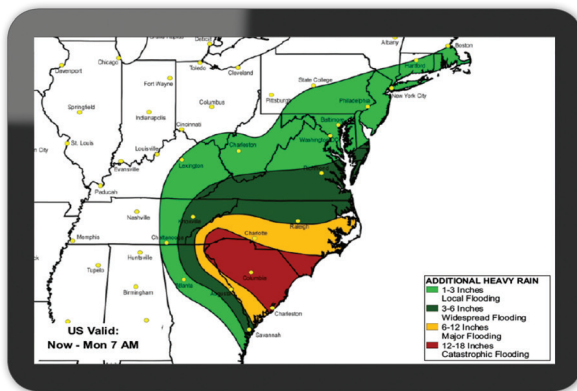 Albany
Boston
Davenport
Chicago
Toledo
Cleveland
Hartford
Fort Wayne
State College
New York City
Pittsburgh
Philadelphia
Springfield
Indianapolis
Columbus
Baltimore
Cincinnati
Washington
St. Louis
Charleston
Louisville
Evansville
Lexington
Paducah
Nashville
Raleigh
Charlotte
Memphis
Chattanooga
Huntsville
Tupelo
Columbia
Atlanta
Birmingham
Augusta
Charleston
Savannah
US Valid:
Now - Mon 7 AM
ADDITIONAL HEAVY RAIN
1-3 Inches
Local Flooding
3-6 Inches
Widespread Flooding
6-12 Inches
Major Flooding
12-18 Inches
Catastrophic Flooding